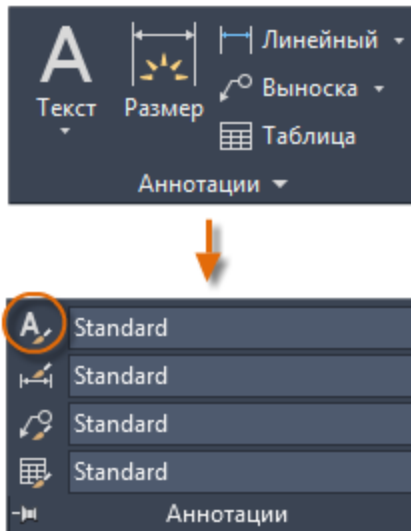 A
Текст
Размер
Линейный
Выноска
Таблица
Аннотации
A
Standard
Standard
Standard
Standard
Аннотации